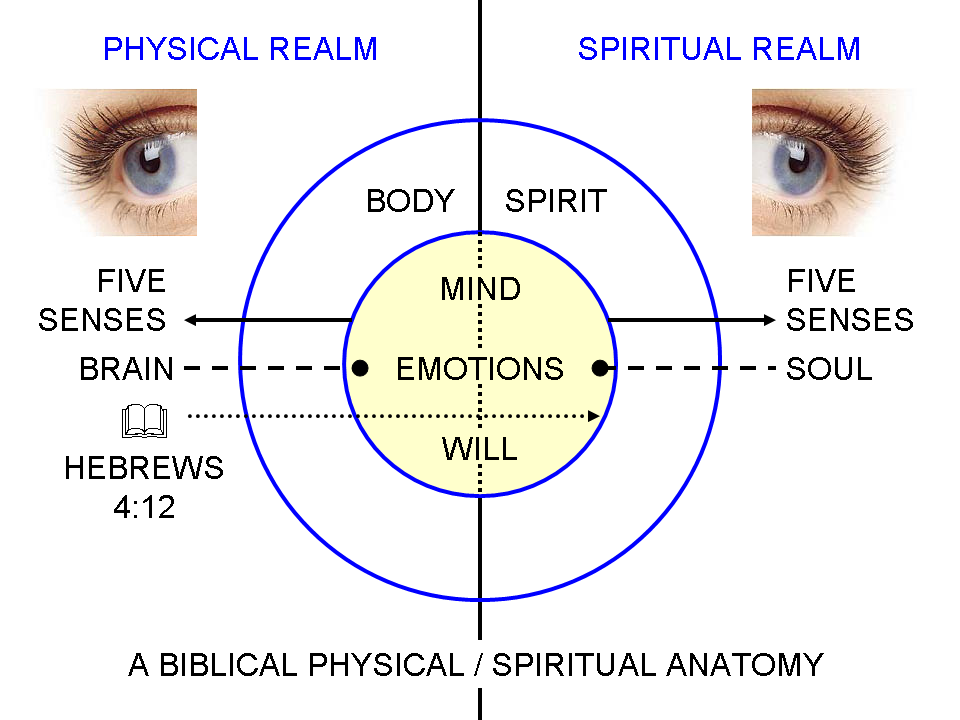 PHYSICAL REALM
SPIRITUAL REALM
BODY
SPIRIT
FIVE
SENSES
MIND
FIVE
SENSES
BRAIN
EMOTIONS
SOUL
WILL
HEBREWS
4:12
A BIBLICAL PHYSICAL / SPIRITUAL ANATOMY